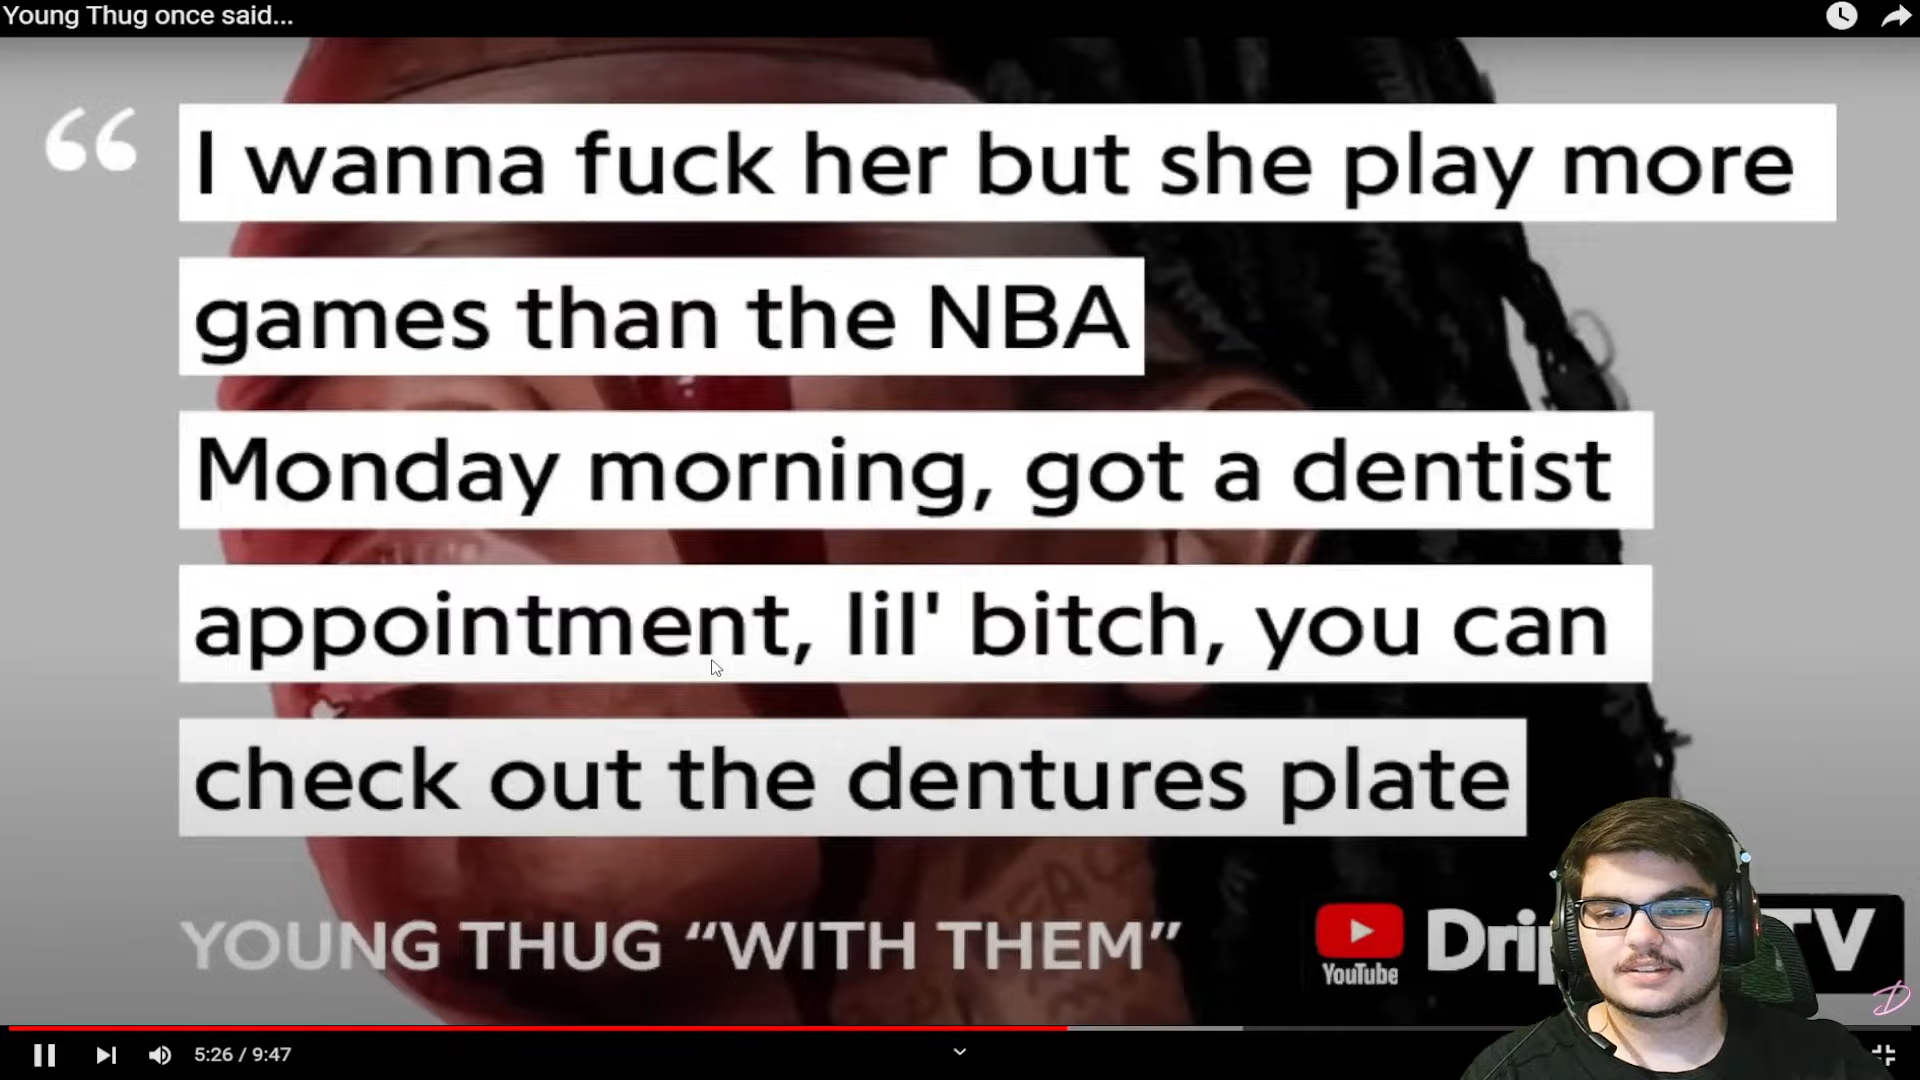 Young Thug once said...
“
I wanna fuck her but she play more
games than the NBA
Monday morning, got a dentist
appointment, lil' bitch, you can
check out the dentures plate
YOUNG THUG “WITH THEM”
YouTube
Drip TV
5:26 / 9:47